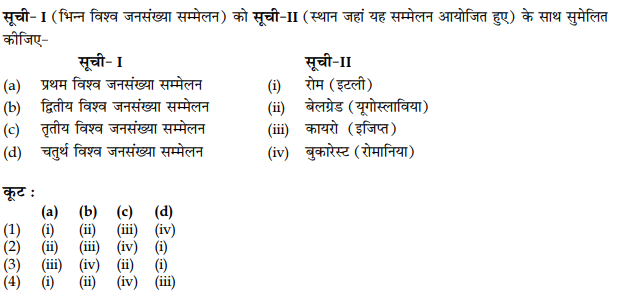 सूची- I (भिन्न विश्व जनसंख्या सम्मेलन) को सूची-II (स्थान जहां यह सम्मेलन आयोजित हुए) के साथ सुमेलित
कीजिए-
सूची- I सूची-II
(a) प्रथम विश्व जनसंख्या सम्मेलन (i) रोम (इटली)
(b) द्वितीय विश्व जनसंख्या सम्मेलन (ii) बेलग्रेड (यूगोस्लाविया)
(c) तृतीय विश्व जनसंख्या सम्मेलन (iii) कायरो (इजिप्त)
(d) चतुर्थ विश्व जनसंख्या सम्मेलन (iv) बुकारेस्ट (रोमानिया)
कूट :
(a) (b) (c) (d)
(1) (i) (ii) (iii) (iv)
(2) (ii) (iii) (iv) (i)
(3) (iii) (iv) (ii) (i)
(4) (i) (ii) (iv) (iii)